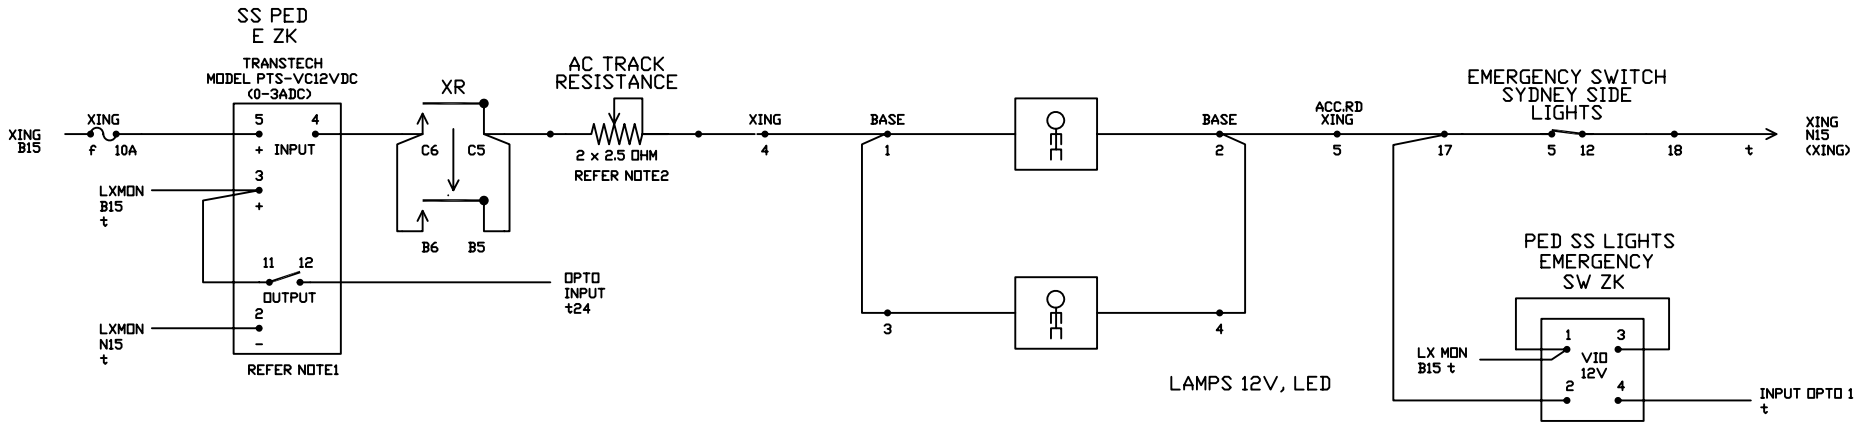 SS PED
E ZK
TRANSTECH
MODEL PTS-VC12VDC
(0-3ADC)
XING
B15
XING
f 10A
5 4
+ INPUT
3
+
LXMON
B15
t
11 12
OUTPUT
2
-
LXMON
N15
t
REFER NOTE1
XR
C6 C5
B6 B5
OPTO
INPUT
t24
AC TRACK
RESISTANCE
2 x 2.5 OHM
REFER NOTE2
XING
4
BASE
1
3
BASE
2
4
LAMPS 12V, LED
ACC.RD
XING
5
17
EMERGENCY SWITCH
SYDNEY SIDE
LIGHTS
5 12
18
t
XING
N15
(XING)
PED SS LIGHTS
EMERGENCY
SW ZK
1 3
VIO
12V
2 4
LX MON
B15 t
INPUT OPTO 1
t